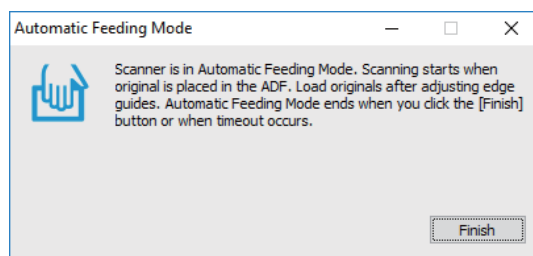 Automatic Feeding Mode
Scanner is in Automatic Feeding Mode. Scanning starts when
original is placed in the ADF. Load originals after adjusting edge
guides. Automatic Feeding Mode ends when you click the [Finish]
button or when timeout occurs.
Finish